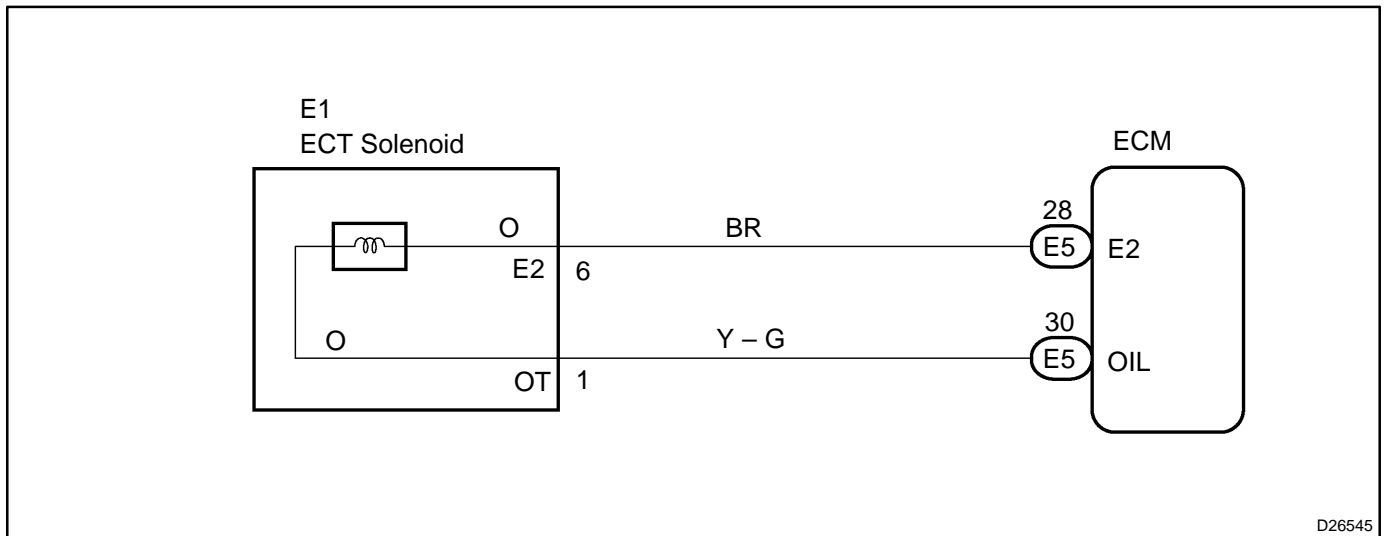 E1
ECT Solenoid
ECM
O
BR
28
E5
E2
E2
6
O
Y – G
30
E5
OIL
OT
1
D26545